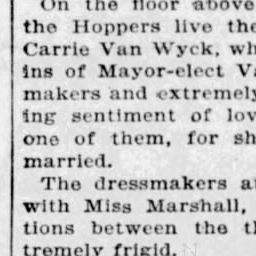 On the floor above
the Hoppers live the
Carrie Van Wyck, wh
ins of Mayor-elect Va
makers and extremely
ing sentiment of lov
one of them, for sh
married.
The dressmakers a
with Miss Marshall,
tions between the t
tremely frigid.